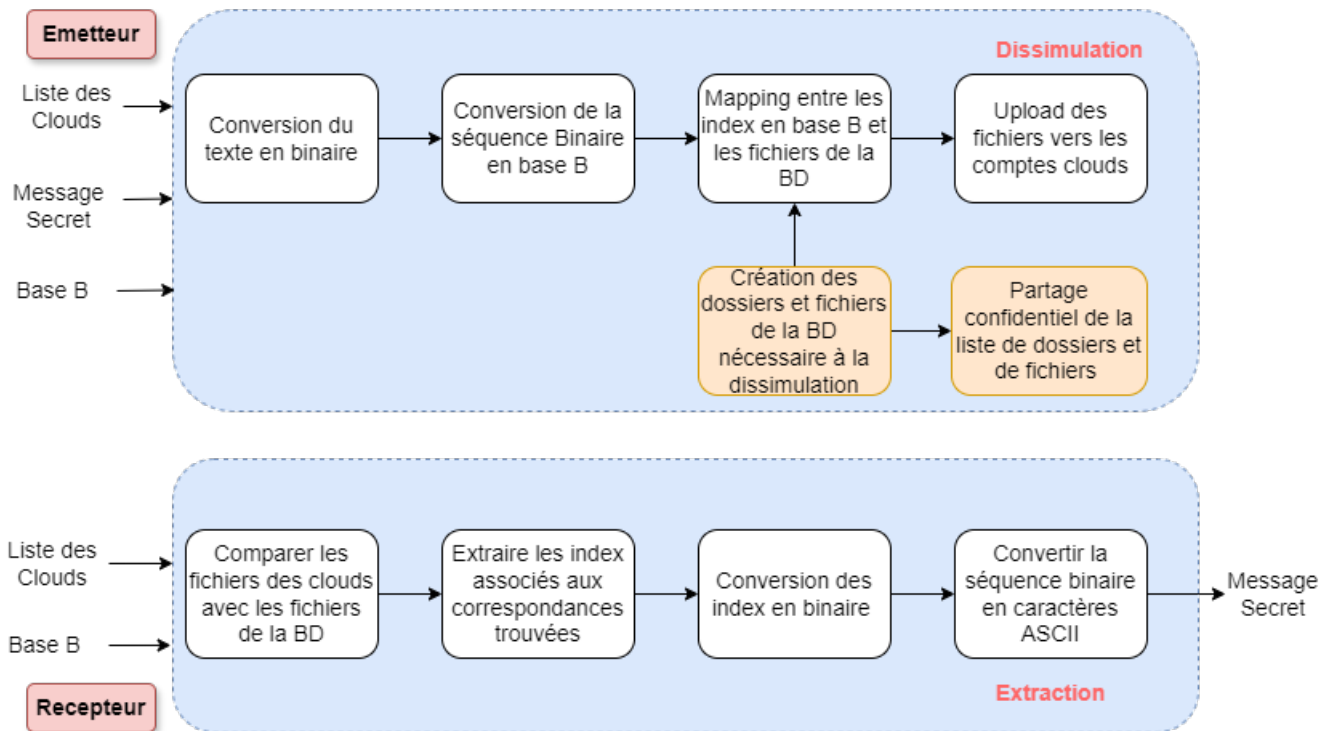 Emetteur
Dissimulation
Liste des
Clouds
Message
Secret
Base B
Conversion du
texte en binaire
Conversion de la
séquence Binaire
en base B
Mapping entre les
index en base B et
les fichiers de la
BD
Upload des
fichiers vers les
comptes clouds
Création des
dossiers et fichiers
de la BD
nécessaire à la
dissimulation
Partage
confidentiel de la
liste de dossiers et
de fichiers
Liste des
Clouds
Base B
Comparer les
fichiers des clouds
avec les fichiers
de la BD
Extraire les index
associés aux
correspondances
trouvées
Conversion des
index en binaire
Convertir la
séquence binaire
en caractères
ASCII
Message
Secret
Recepteur
Extraction